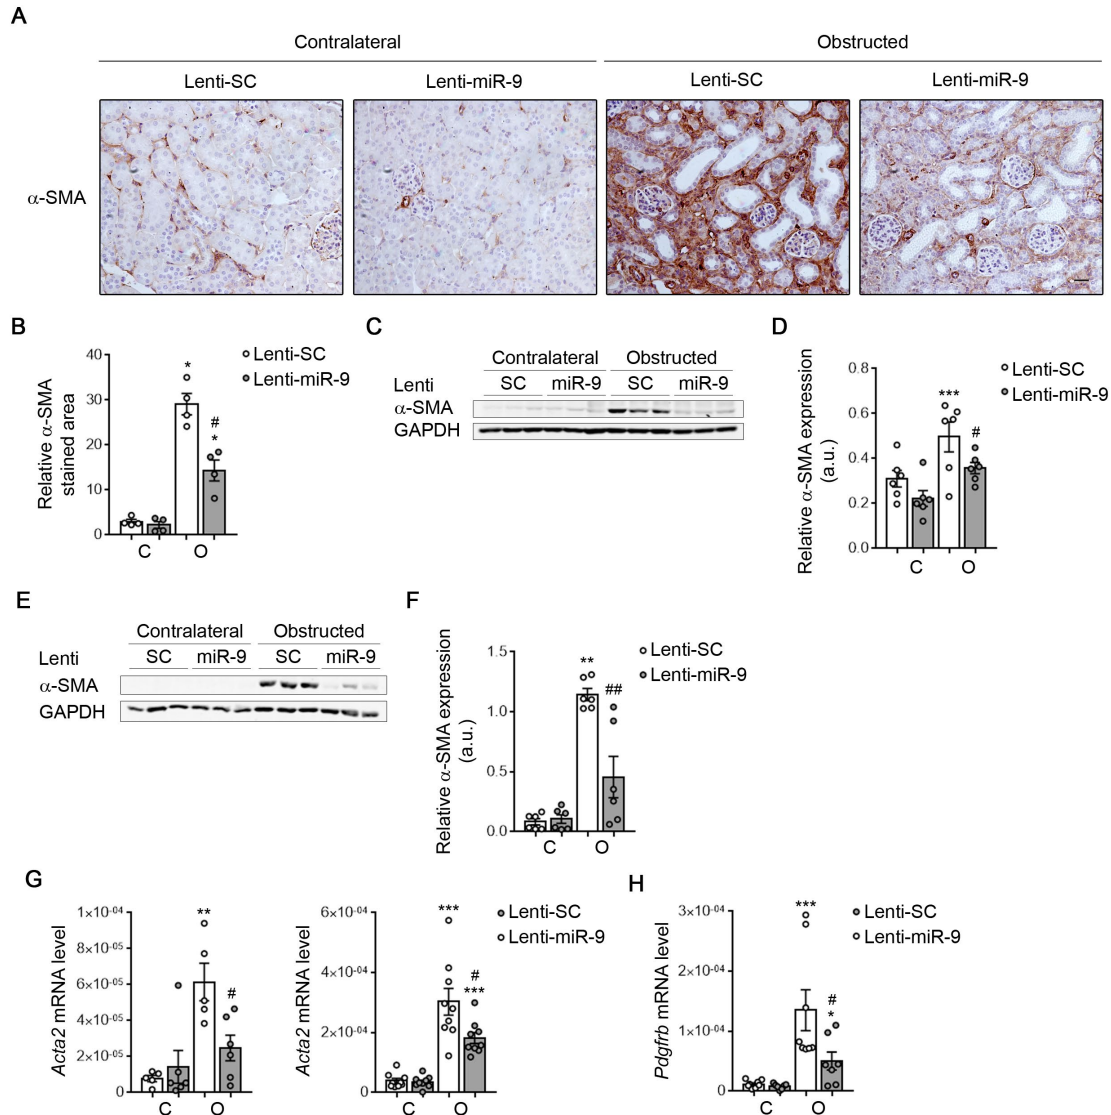 A
Contralateral
Obstructed
Lenti-SC
Lenti-miR-9
Lenti-SC
Lenti-miR-9
α-SMA
B
Relative α-SMA
stained area
40
30
20
10
0
*
#
*
C
O
Lenti-SC
Lenti-miR-9
C
Contralateral
Obstructed
Lenti
SC
miR-9
SC
miR-9
α-SMA
GAPDH
D
Relative α-SMA expression
(a.u.)
0.8
0.6
0.4
0.2
0.0
***
#
C
O
Lenti-SC
Lenti-miR-9
E
Contralateral
Obstructed
Lenti
SC
miR-9
SC
miR-9
α-SMA
GAPDH
F
Relative α-SMA expression
(a.u.)
1.5
1.0
0.5
0.0
**
##
C
O
Lenti-SC
Lenti-miR-9
G
Acta2 mRNA level
1×10⁻⁰⁴
8×10⁻⁰⁵
6×10⁻⁰⁵
4×10⁻⁰⁵
2×10⁻⁰⁵
0
**
#
C
O
Acta2 mRNA level
6×10⁻⁰⁴
4×10⁻⁰⁴
2×10⁻⁰⁴
0
***
#
***
C
O
Lenti-SC
Lenti-miR-9
H
Pdgfrb mRNA level
3×10⁻⁰⁴
2×10⁻⁰⁴
1×10⁻⁰⁴
0
***
#
*
C
O
Lenti-SC
Lenti-miR-9